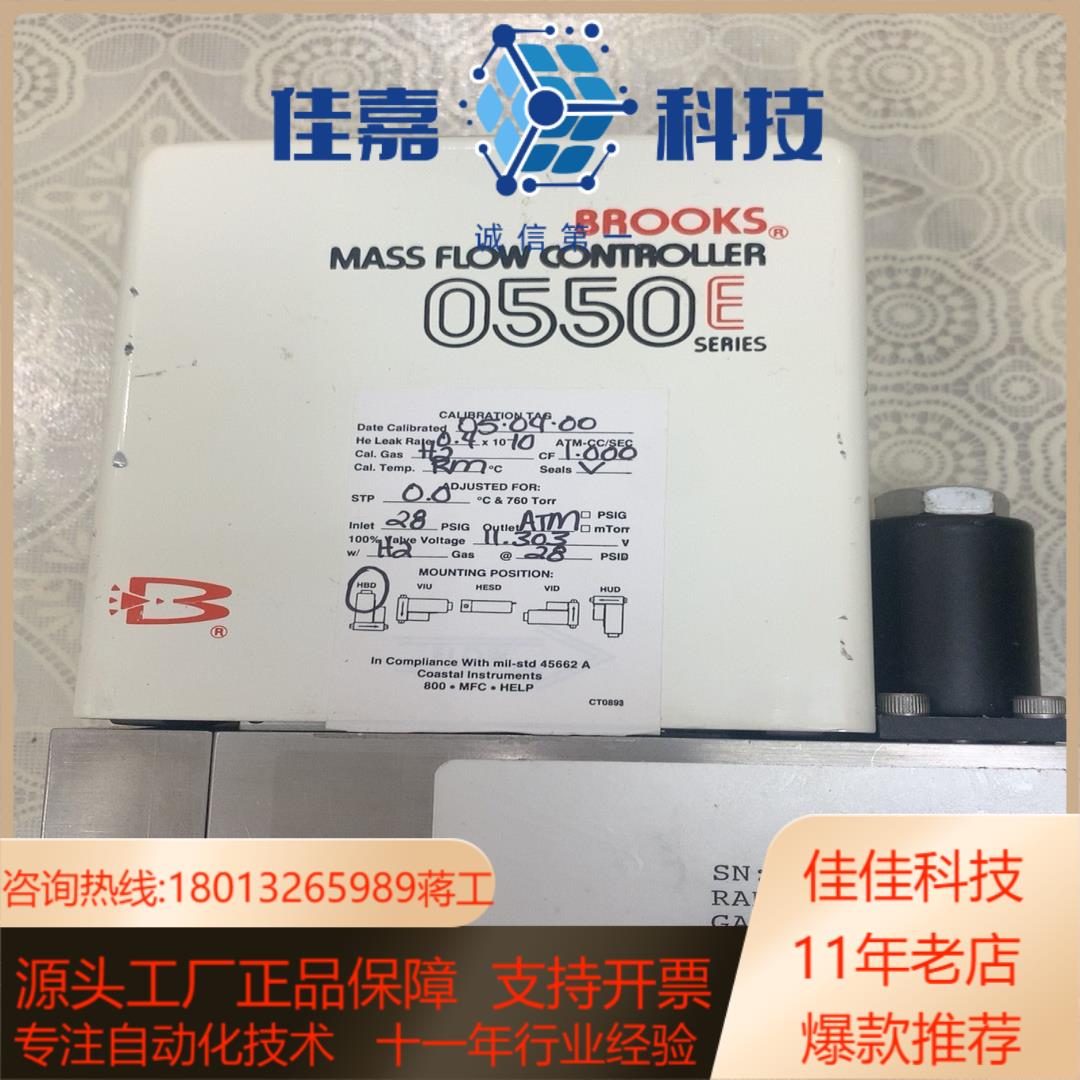 佳嘉 科技
诚信第一
BROOKS®
MASS FLOW CONTROLLER
0550E
SERIES
CALIBRATION TAG
Date Calibrated 05·04·00
He Leak Rate 0.4 x 10-10 ATM-CC/SEC
Cal. Gas H2 CF 1.000
Cal. Temp. Rm °C Seals V
ADJUSTED FOR:
STP 0.0 °C & 760 Torr
Inlet 28 PSIG Outlet ATM □ PSIG □ mTorr
100% Valve Voltage 11.303 V
w/ H2 Gas @ 28 PSID
MOUNTING POSITION:
HBD VIU HESD VID HUD
In Compliance With mil-std 45662 A
Coastal Instruments
800 • MFC • HELP
CT0893
B®
SN:
咨询热线:18013265989蒋工
佳佳科技
11年老店
爆款推荐
源头工厂正品保障 支持开票
专注自动化技术 十一年行业经验